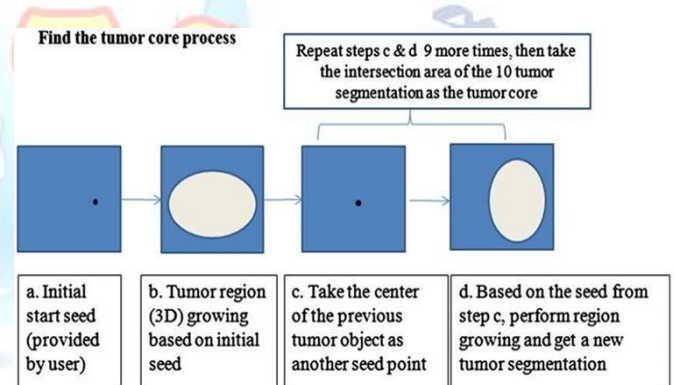 Find the tumor core process
Repeat steps c & d 9 more times, then take
the intersection area of the 10 tumor
segmentation as the tumor core
a. Initial
start seed
(provided
by user)
b. Tumor region
(3D) growing
based on initial
seed
c. Take the center
of the previous
tumor object as
another seed point
d. Based on the seed from
step c, perform region
growing and get a new
tumor segmentation